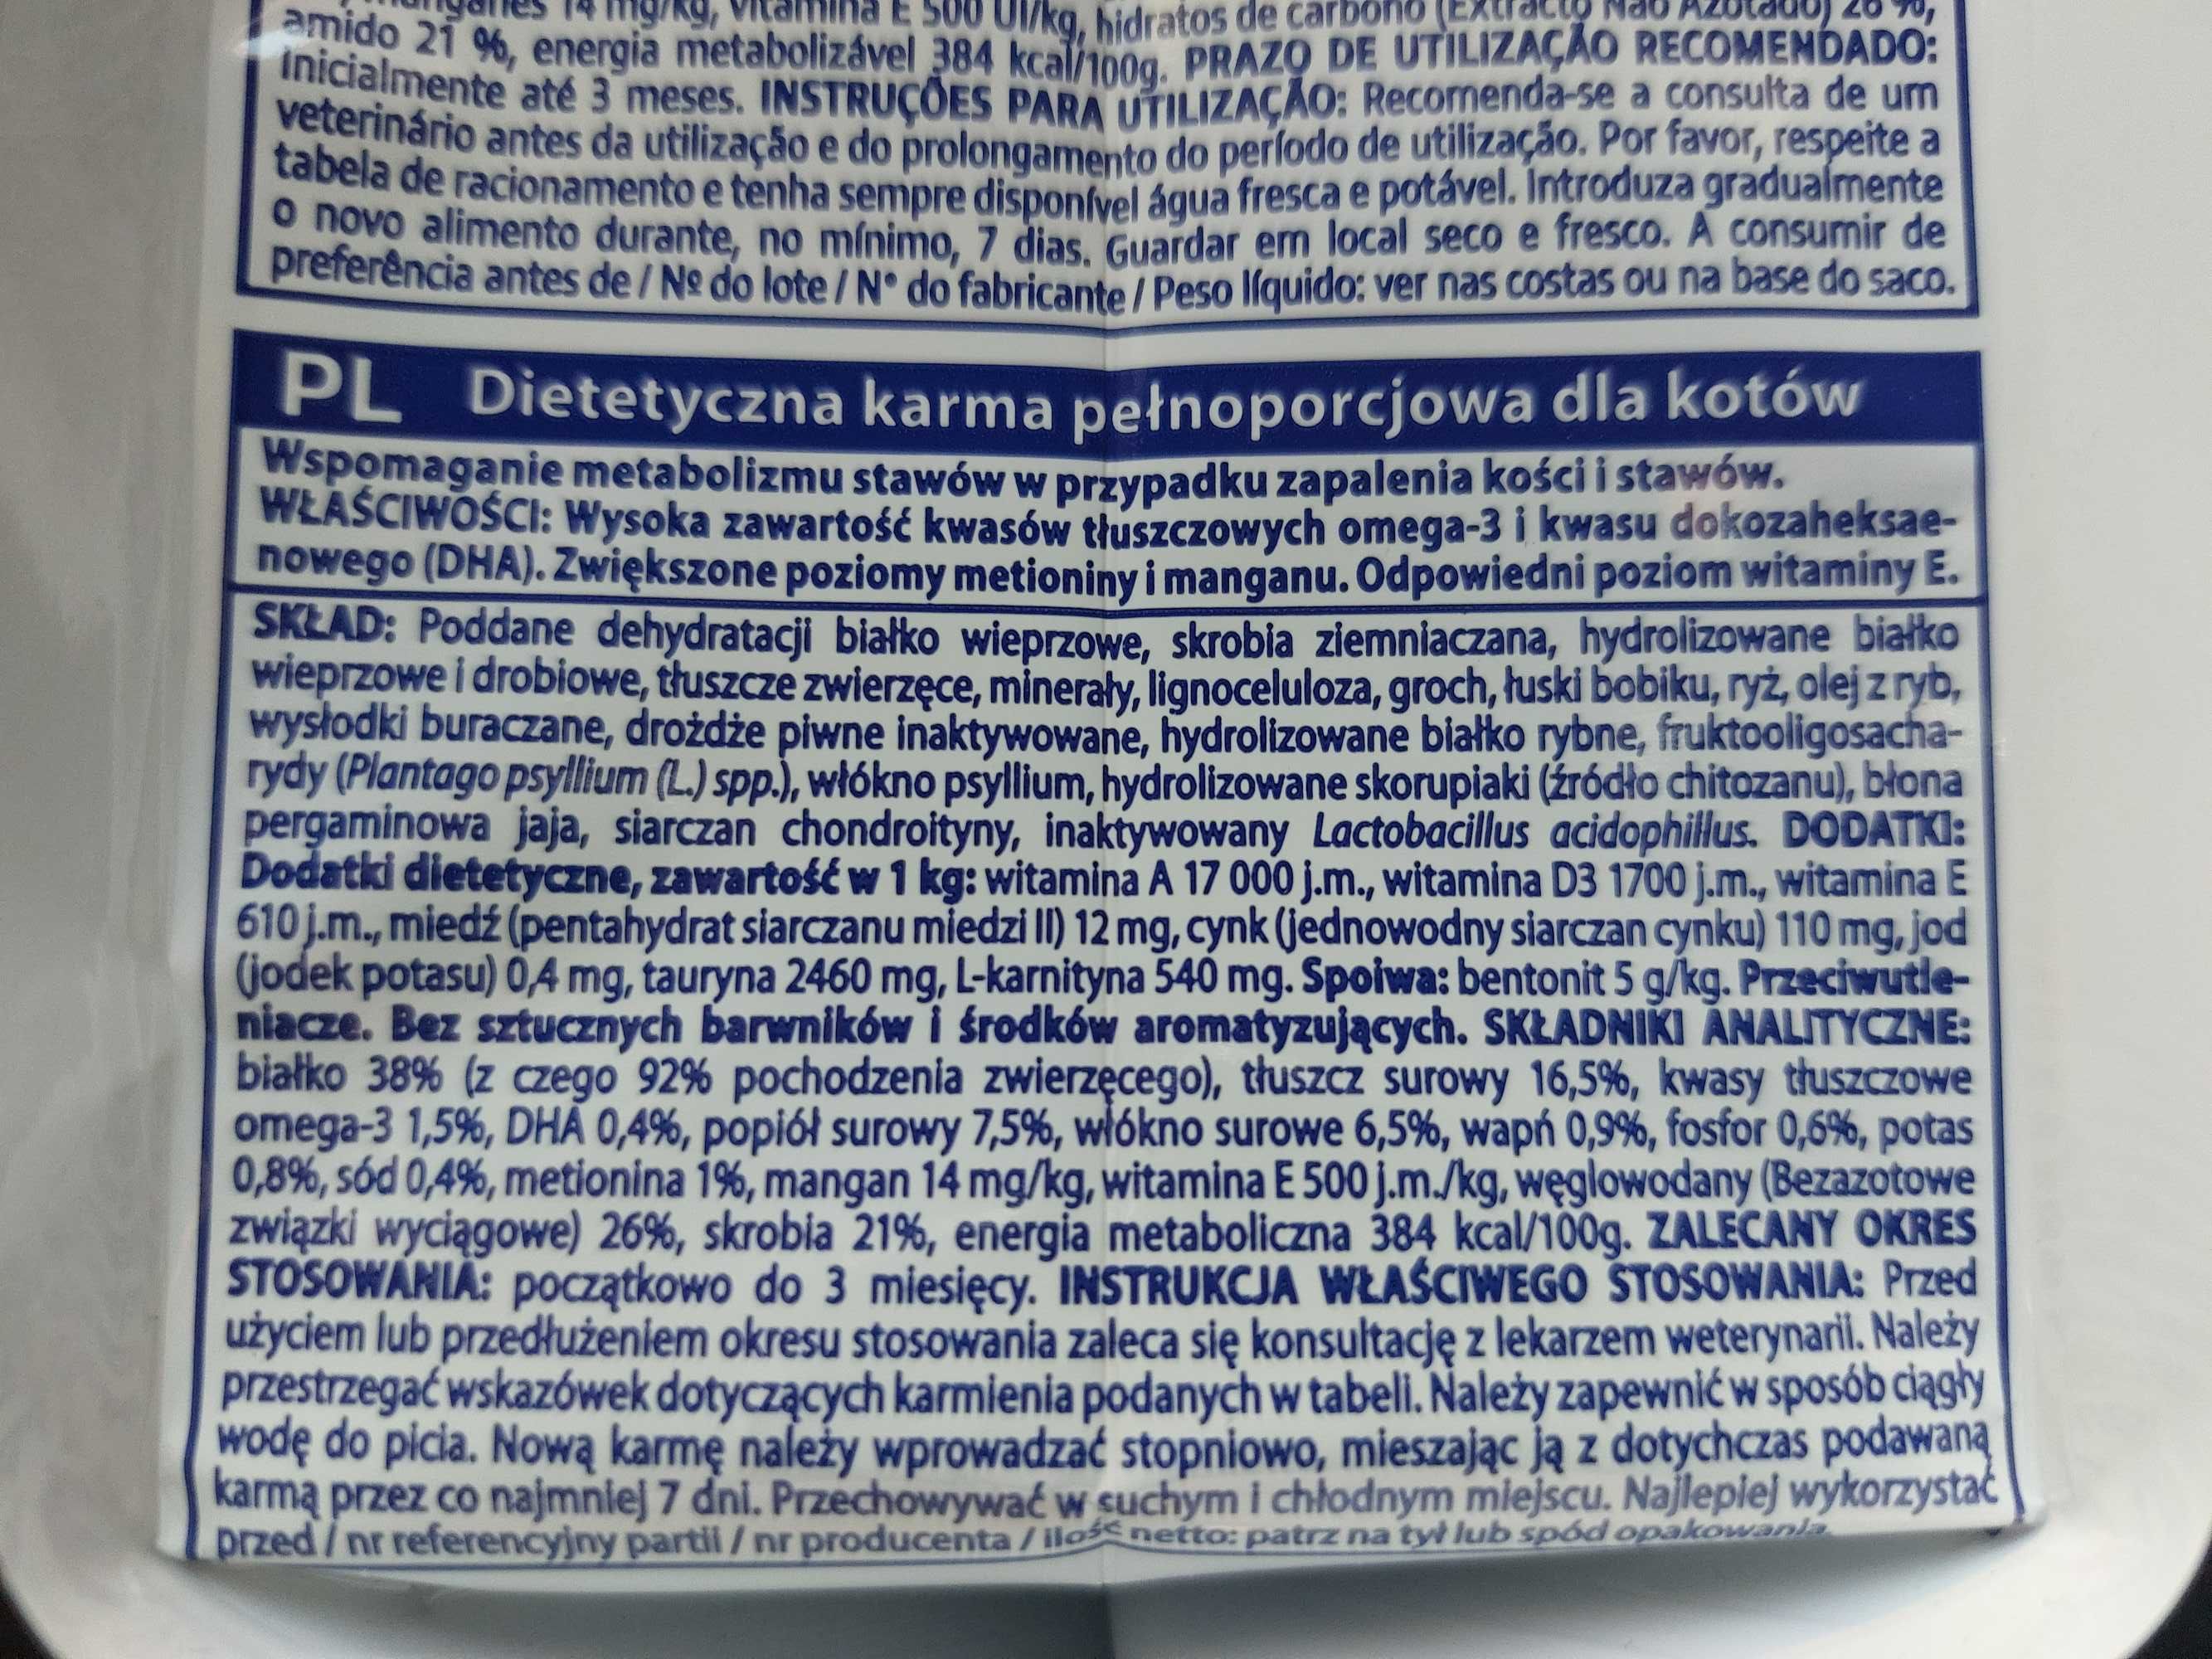 manganês 14 mg/kg, vitamina E 500 UI/kg, hidratos de carbono (Extracto Não Azotado) 26 %,
amido 21 %, energia metabolizável 384 kcal/100g. PRAZO DE UTILIZAÇÃO RECOMENDADO:
Inicialmente até 3 meses. INSTRUÇÕES PARA UTILIZAÇÃO: Recomenda-se a consulta de um
veterinário antes da utilização e do prolongamento do período de utilização. Por favor, respeite a
tabela de racionamento e tenha sempre disponível água fresca e potável. Introduza gradualmente
o novo alimento durante, no mínimo, 7 dias. Guardar em local seco e fresco. A consumir de
preferência antes de / Nº do lote / N° do fabricante / Peso líquido: ver nas costas ou na base do saco.
PL Dietetyczna karma pełnoporcjowa dla kotów
Wspomaganie metabolizmu stawów w przypadku zapalenia kości i stawów.
WŁAŚCIWOŚCI: Wysoka zawartość kwasów tłuszczowych omega-3 i kwasu dokozaheksae-
nowego (DHA). Zwiększone poziomy metioniny i manganu. Odpowiedni poziom witaminy E.
SKŁAD: Poddane dehydratacji białko wieprzowe, skrobia ziemniaczana, hydrolizowane białko
wieprzowe i drobiowe, tłuszcze zwierzęce, minerały, lignoceluloza, groch, łuski bobiku, ryż, olej z ryb,
wysłodki buraczane, drożdże piwne inaktywowane, hydrolizowane białko rybne, fruktooligosacha-
rydy (Plantago psyllium (L.) spp.), włókno psyllium, hydrolizowane skorupiaki (źródło chitozanu), błona
pergaminowa jaja, siarczan chondroityny, inaktywowany Lactobacillus acidophillus. DODATKI:
Dodatki dietetyczne, zawartość w 1 kg: witamina A 17 000 j.m., witamina D3 1700 j.m., witamina E
610 j.m., miedź (pentahydrat siarczanu miedzi II) 12 mg, cynk (jednowodny siarczan cynku) 110 mg, jod
(jodek potasu) 0,4 mg, tauryna 2460 mg, L-karnityna 540 mg. Spoiwa: bentonit 5 g/kg. Przeciwutle-
niacze. Bez sztucznych barwników i środków aromatyzujących. SKŁADNIKI ANALITYCZNE:
białko 38% (z czego 92% pochodzenia zwierzęcego), tłuszcz surowy 16,5%, kwasy tłuszczowe
omega-3 1,5%, DHA 0,4%, popiół surowy 7,5%, włókno surowe 6,5%, wapń 0,9%, fosfor 0,6%, potas
0,8%, sód 0,4%, metionina 1%, mangan 14 mg/kg, witamina E 500 j.m./kg, węglowodany (Bezazotowe
związki wyciągowe) 26%, skrobia 21%, energia metaboliczna 384 kcal/100g. ZALECANY OKRES
STOSOWANIA: początkowo do 3 miesięcy. INSTRUKCJA WŁAŚCIWEGO STOSOWANIA: Przed
użyciem lub przedłużeniem okresu stosowania zaleca się konsultację z lekarzem weterynarii. Należy
przestrzegać wskazówek dotyczących karmienia podanych w tabeli. Należy zapewnić w sposób ciągły
wodę do picia. Nową karmę należy wprowadzać stopniowo, mieszając ją z dotychczas podawaną
karmą przez co najmniej 7 dni. Przechowywać w suchym i chłodnym miejscu. Najlepiej wykorzystać
przed / nr referencyjny partii / nr producenta / ilość netto: patrz na tył lub spód opakowania.